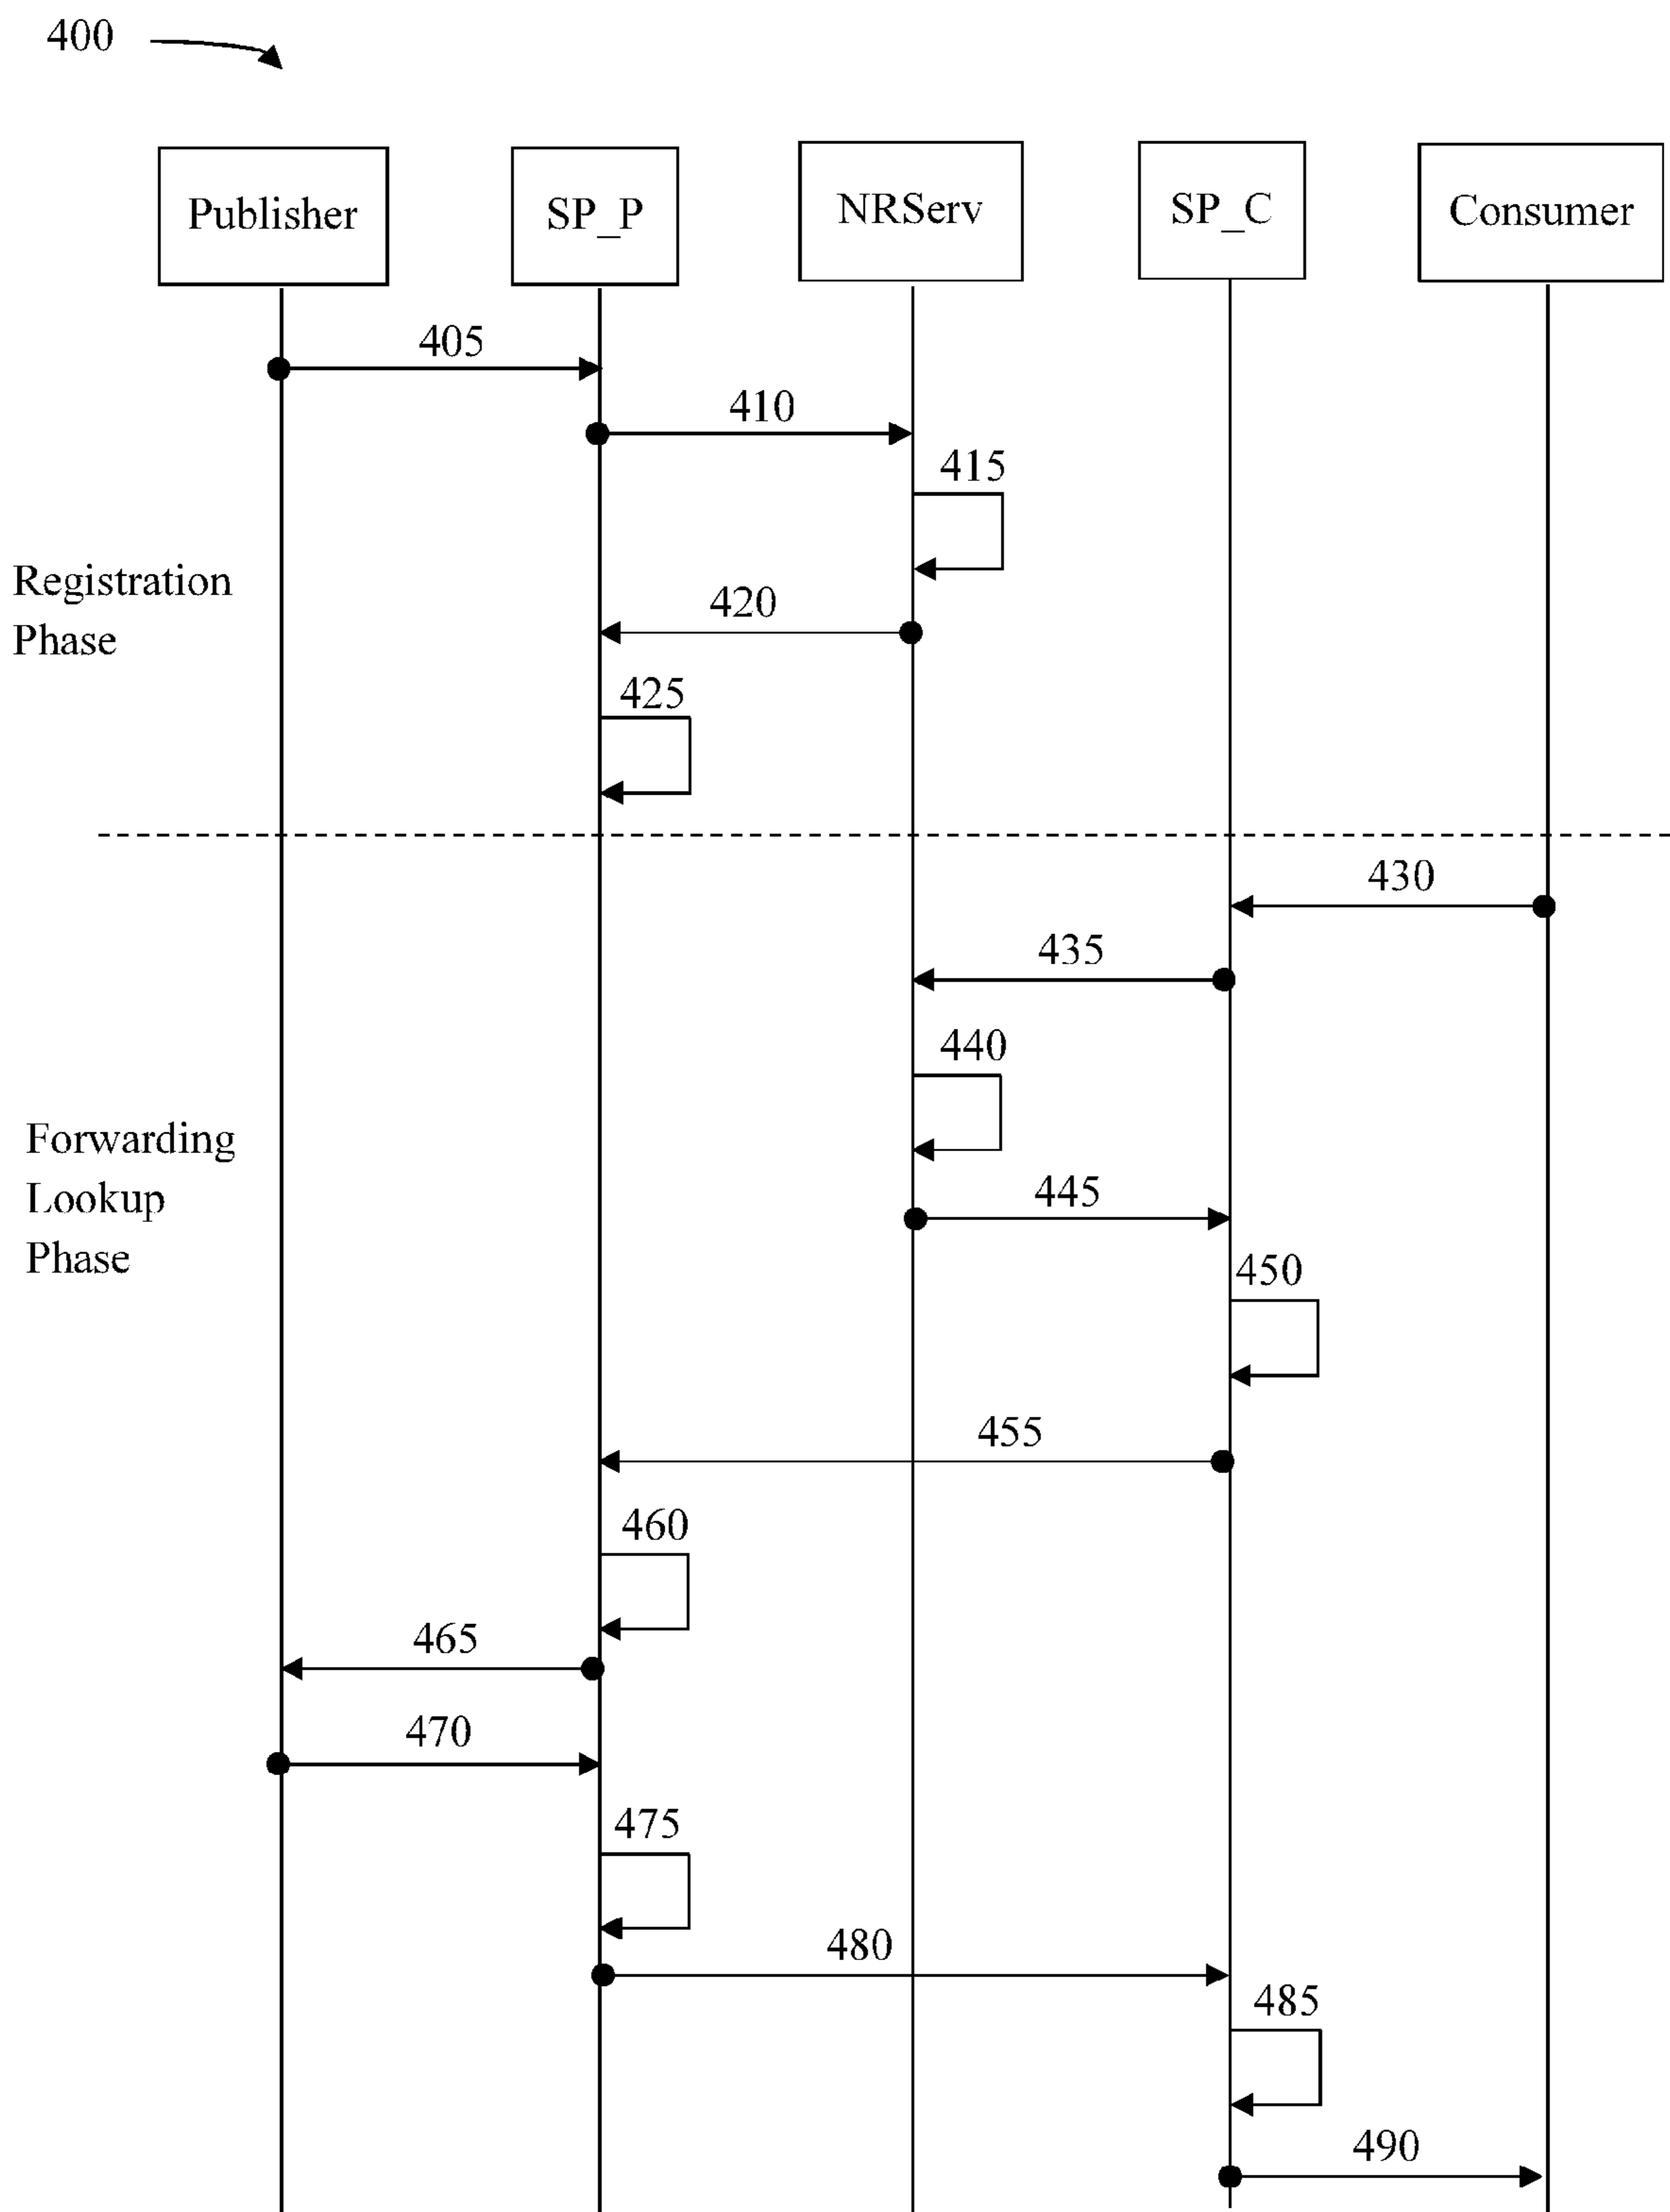 400
Publisher
SP_P
NRServ
SP_C
Consumer
405
410
415
Registration
Phase
420
425
430
435
440
Forwarding
Lookup
Phase
445
450
455
460
465
470
475
480
485
490